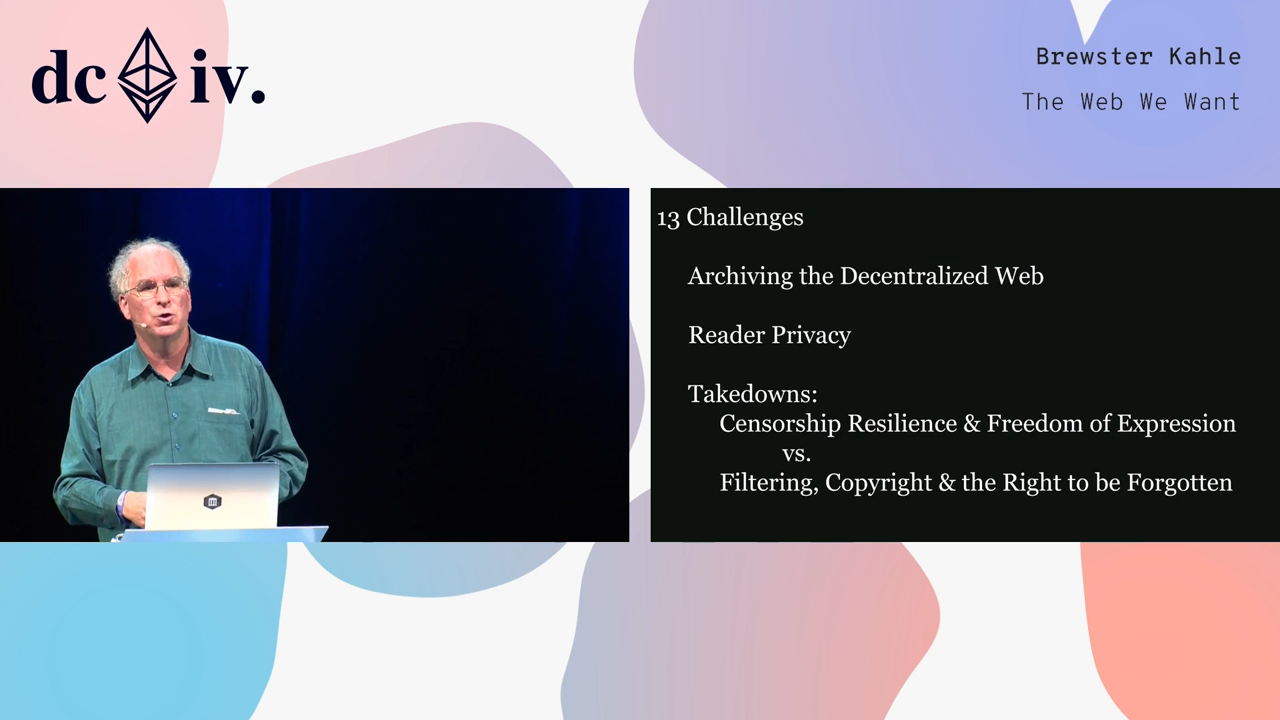 dc iv.
Brewster Kahle
The Web We Want
13 Challenges
Archiving the Decentralized Web
Reader Privacy
Takedowns:
Censorship Resilience & Freedom of Expression
vs.
Filtering, Copyright & the Right to be Forgotten